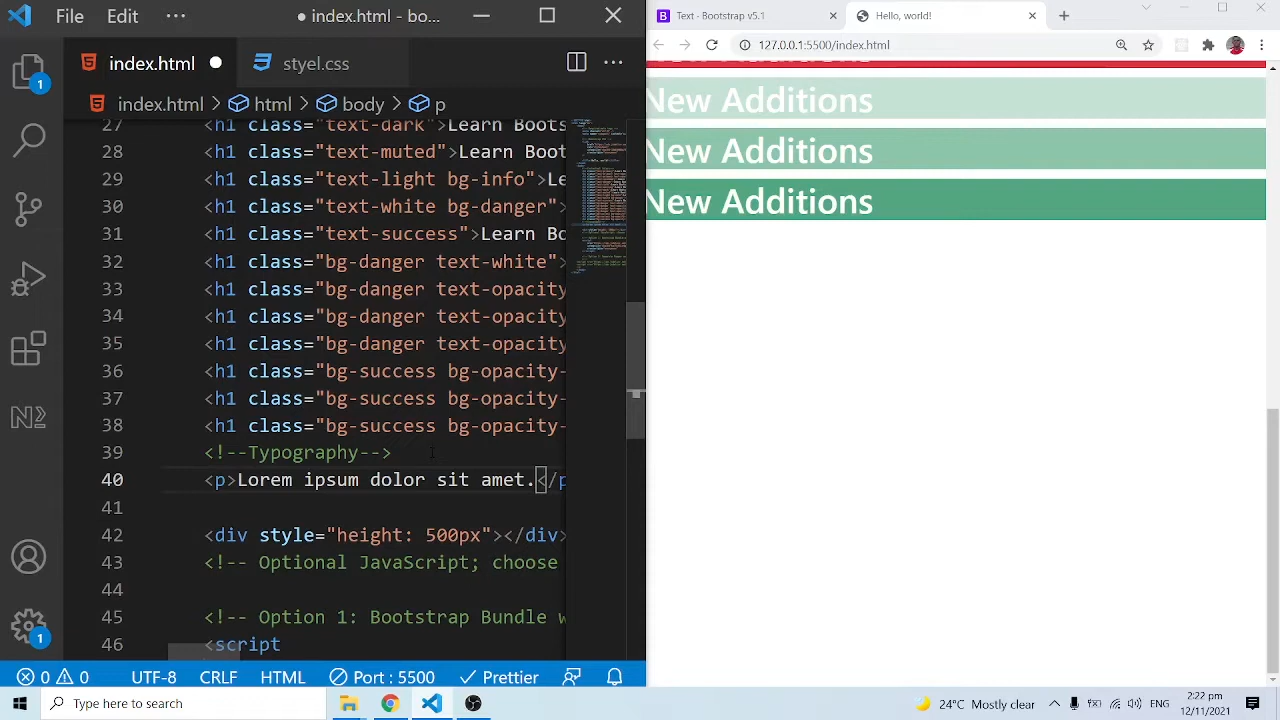 File Edit ··· index.html - bo...
Text - Bootstrap v5.1
Hello, world!
127.0.0.1:5500/index.html
index.html
styel.css
index.html > html > body > p
27 <h1 class="text-dark">Learn Boots
28 <h1 class="text-muted">Learn Boo
29 <h1 class="text-light bg-info">Le
30 <h1 class="text-white bg-dark">
31 <h1 class="text-success">Learn Bo
32 <h1 class="bg-danger text-white">
33 <h1 class="bg-danger text-opacity
34 <h1 class="bg-danger text-opacity
35 <h1 class="bg-danger text-opacity
36 <h1 class="bg-success bg-opacity-
37 <h1 class="bg-success bg-opacity-
38 <h1 class="bg-success bg-opacity-
39 <!--Typography-->
40 <p>Lorem ipsum dolor sit amet.</p
41
42 <div style="height: 500px"></div>
43 <!-- Optional JavaScript; choose
44
45 <!-- Option 1: Bootstrap Bundle w
46 <script
New Additions
New Additions
New Additions
1
1
0 0 UTF-8 CRLF HTML Port : 5500 Prettier
Type here to search
24°C Mostly clear
ENG
2:22 pm
12/11/2021